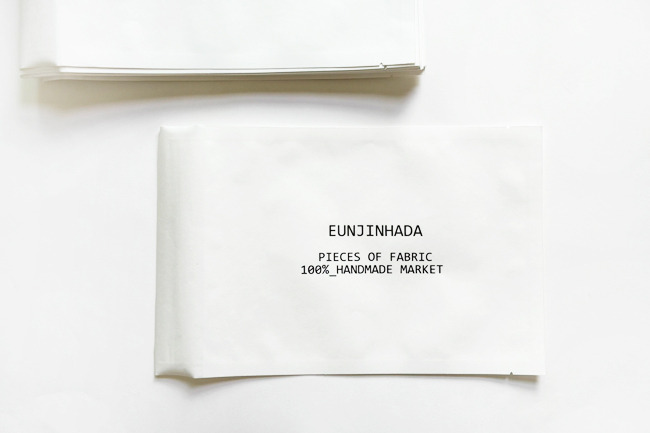 EUNJINHADA
PIECES OF FABRIC
100%_HANDMADE MARKET